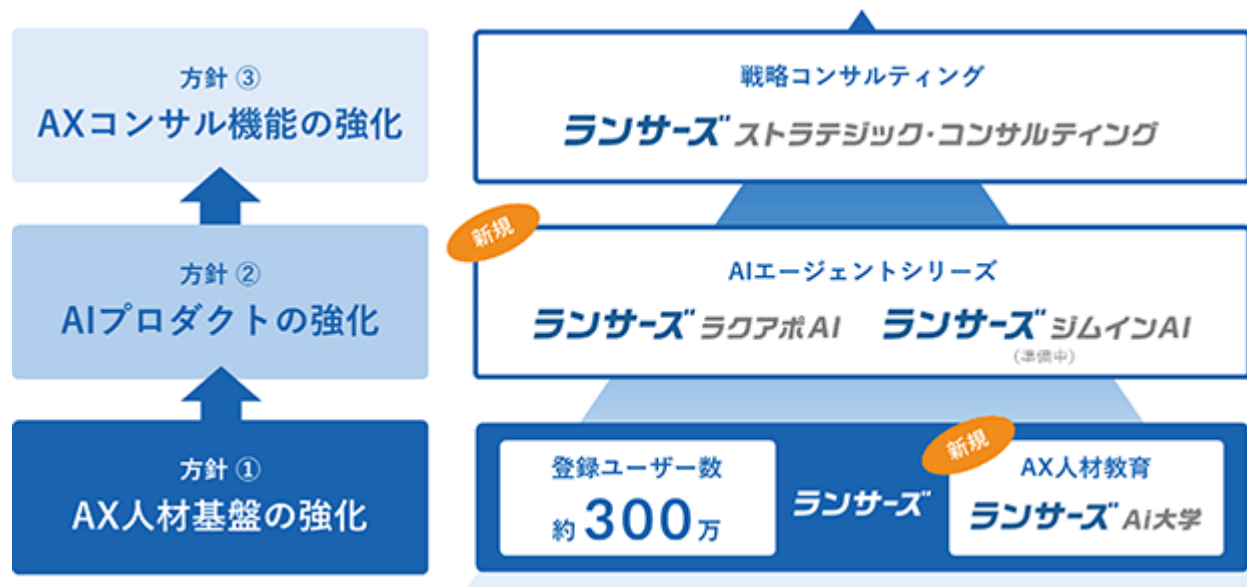 方針 ③
AXコンサル機能の強化
戦略コンサルティング
ランサーズ ストラテジック・コンサルティング
方針 ②
AIプロダクトの強化
新規
AIエージェントシリーズ
ランサーズ ラクアポAI
ランサーズ ジムインAI
(準備中)
方針 ①
AX人材基盤の強化
登録ユーザー数
約300万
ランサーズ
新規
AX人材教育
ランサーズ Ai大学